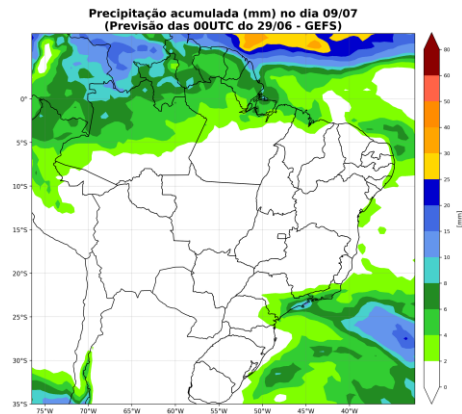 Precipitação acumulada (mm) no dia 09/07
(Previsão das 00UTC do 29/06 - GEFS)
0°
5°S
10°S
15°S
20°S
25°S
30°S
35°S
75°W
70°W
65°W
60°W
55°W
50°W
45°W
40°W
80
60
50
40
30
25
20
15
10
8
6
4
2
0
[mm]